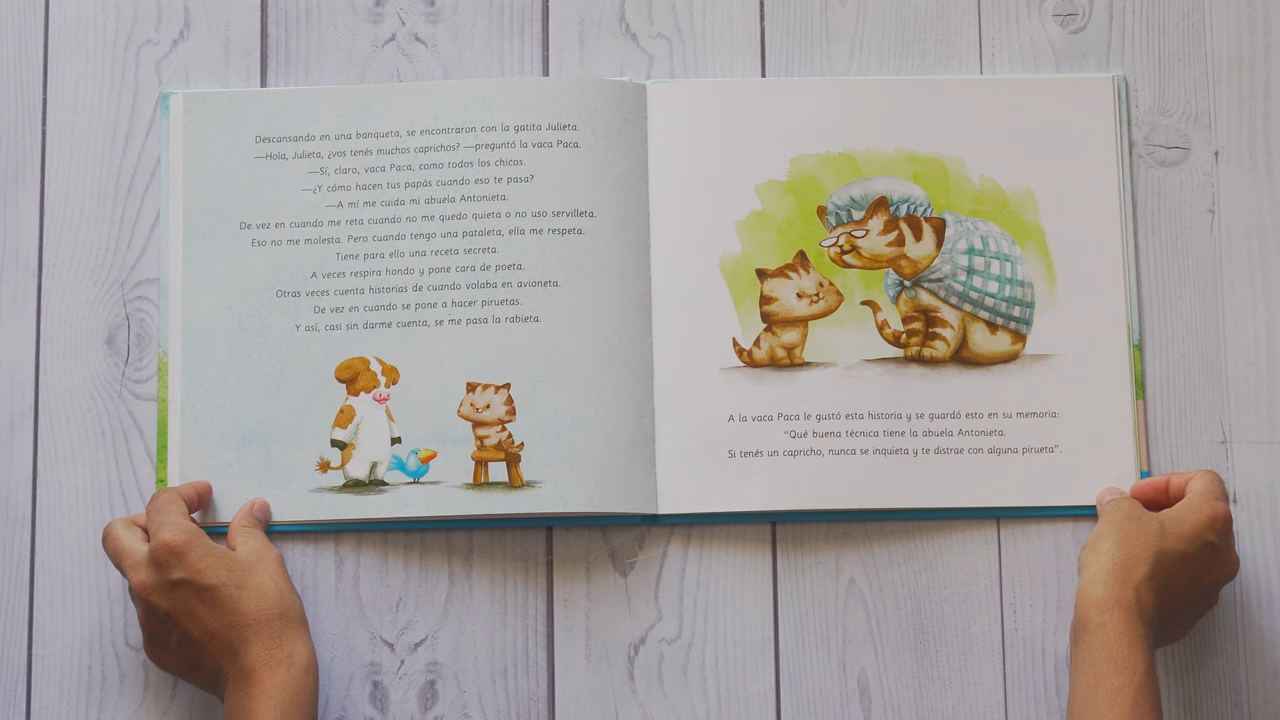 Descansando en una banqueta, se encontraron con la gatita Julieta.
—Hola, Julieta, ¿vos tenés muchos caprichos? —preguntó la vaca Paca.
—Sí, claro, vaca Paca, como todos los chicos.
—¿Y cómo hacen tus papás cuando eso te pasa?
—A mí me cuida mi abuela Antonieta.
De vez en cuando me reta cuando no me quedo quieta o no uso servilleta.
Eso no me molesta. Pero cuando tengo una pataleta, ella me respeta.
Tiene para ello una receta secreta.
A veces respira hondo y pone cara de poeta.
Otras veces cuenta historias de cuando volaba en avioneta.
De vez en cuando se pone a hacer piruetas.
Y así, casi sin darme cuenta, se me pasa la rabieta.
A la vaca Paca le gustó esta historia y se guardó esto en su memoria:
“Qué buena técnica tiene la abuela Antonieta.
Si tenés un capricho, nunca se inquieta y te distrae con alguna pirueta”.